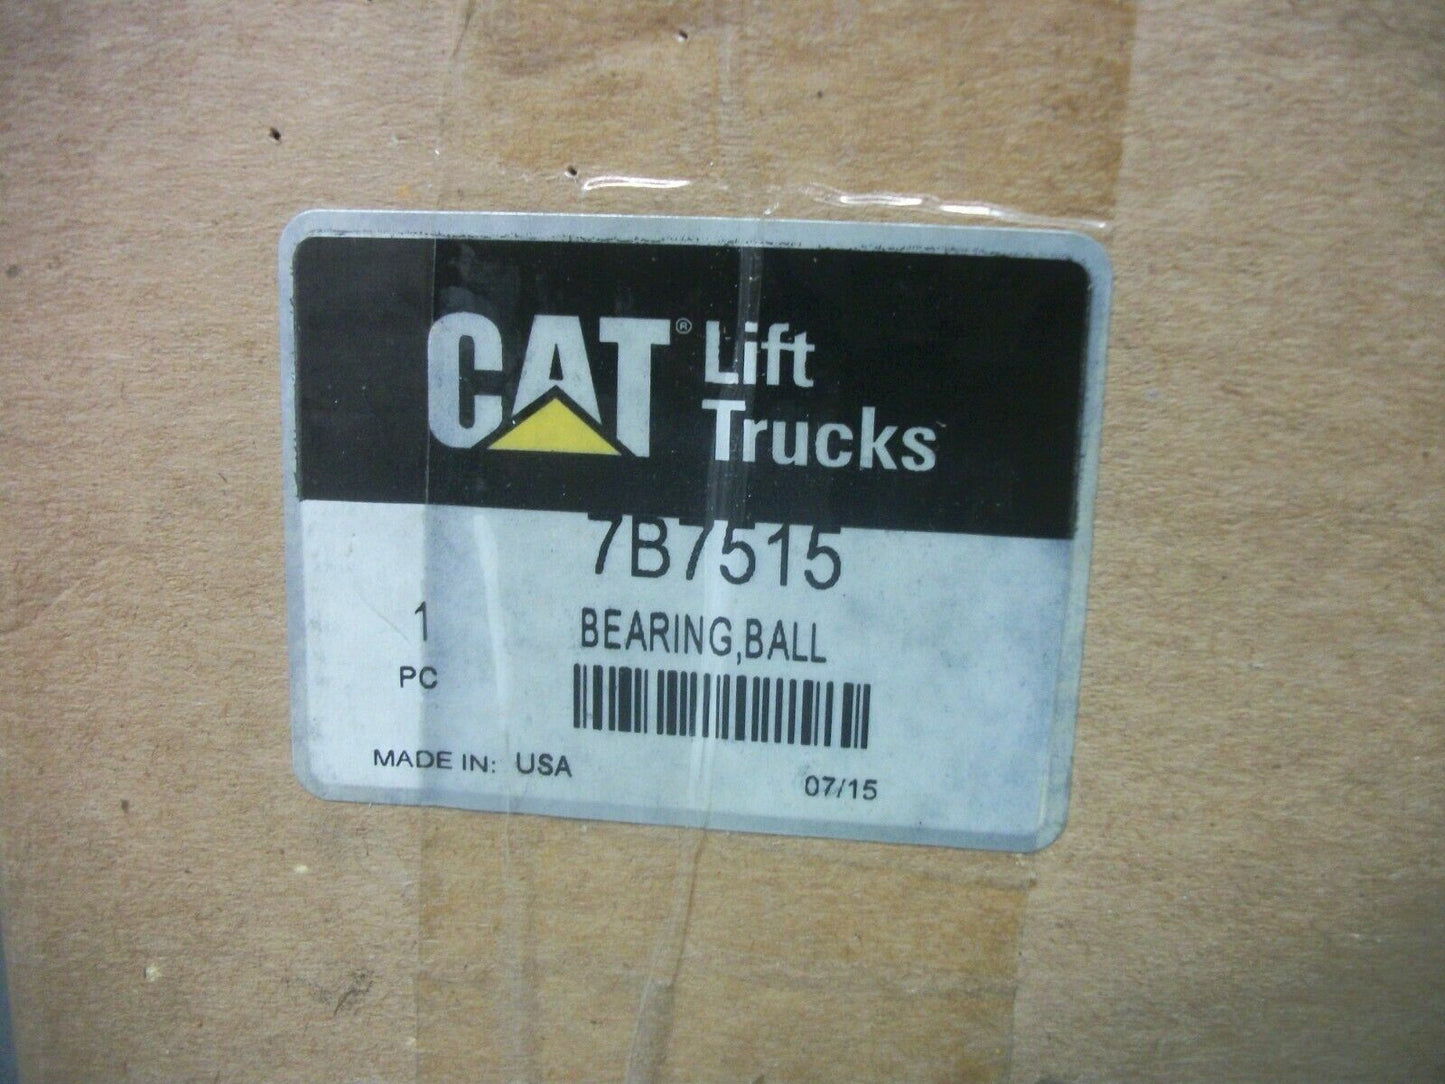 CAT® Lift
Trucks
7B7515
1
BEARING,BALL
PC
MADE IN: USA
07/15